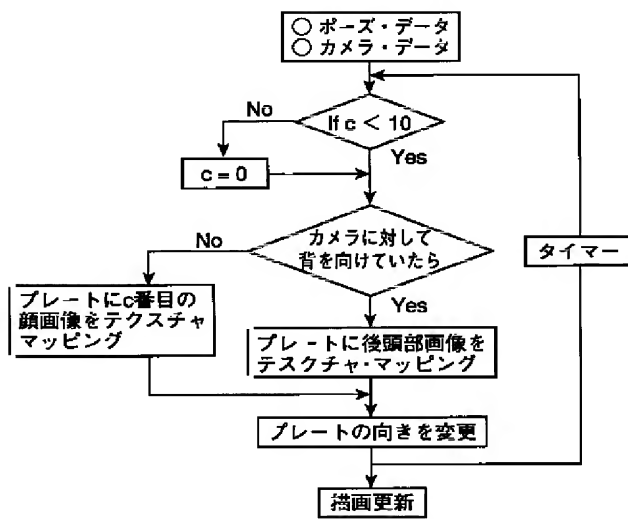 ○ ポーズ・データ
○ カメラ・データ
If c < 10
No
Yes
c = 0
カメラに対して
背を向けていたら
No
Yes
タイマー
プレートにc番目の
顔画像をテクスチャ
マッピング
プレートに後頭部画像を
テスクチャ・マッピング
プレートの向きを変更
描画更新